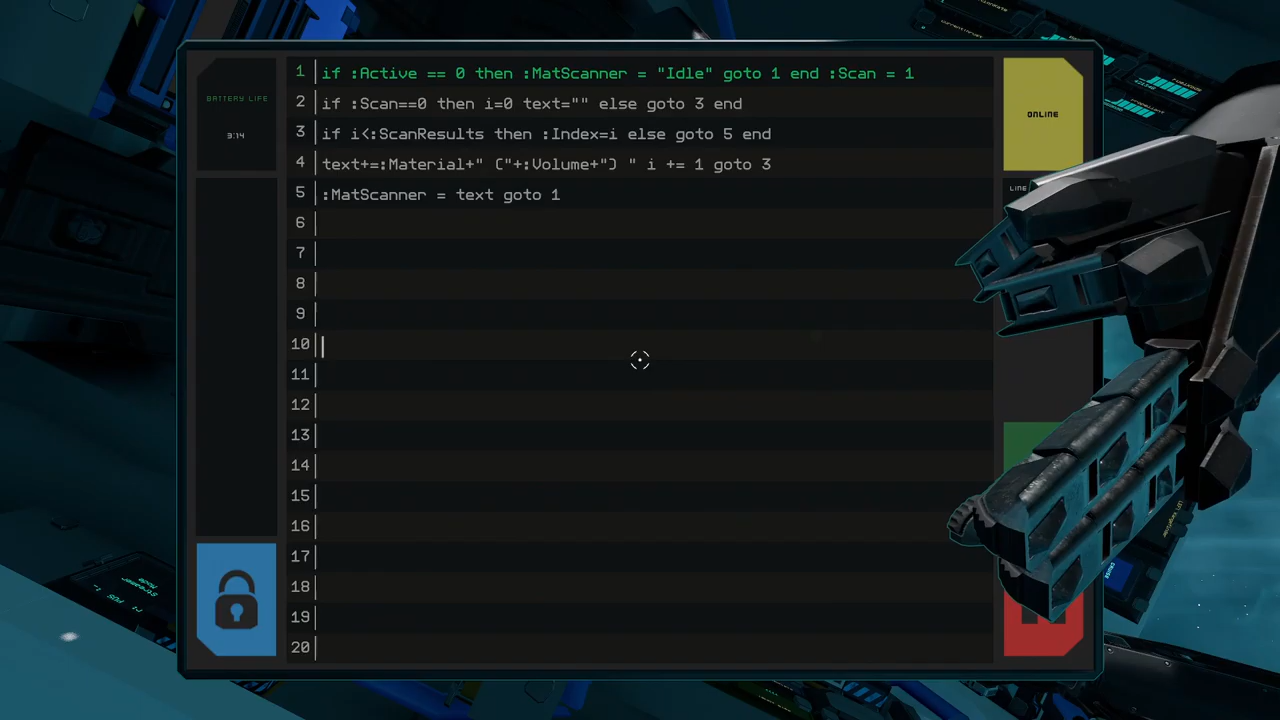 BATTERY LIFE
3:14
1 if :Active == 0 then :MatScanner = "Idle" goto 1 end :Scan = 1
2 if :Scan==0 then i=0 text="" else goto 3 end
3 if i<:ScanResults then :Index=i else goto 5 end
4 text+=:Material+" ("+:Volume+") " i += 1 goto 3
5 :MatScanner = text goto 1
6
7
8
9
10
11
12
13
14
15
16
17
18
19
20
ONLINE
LINE
CRUISE
Mode
Streamer